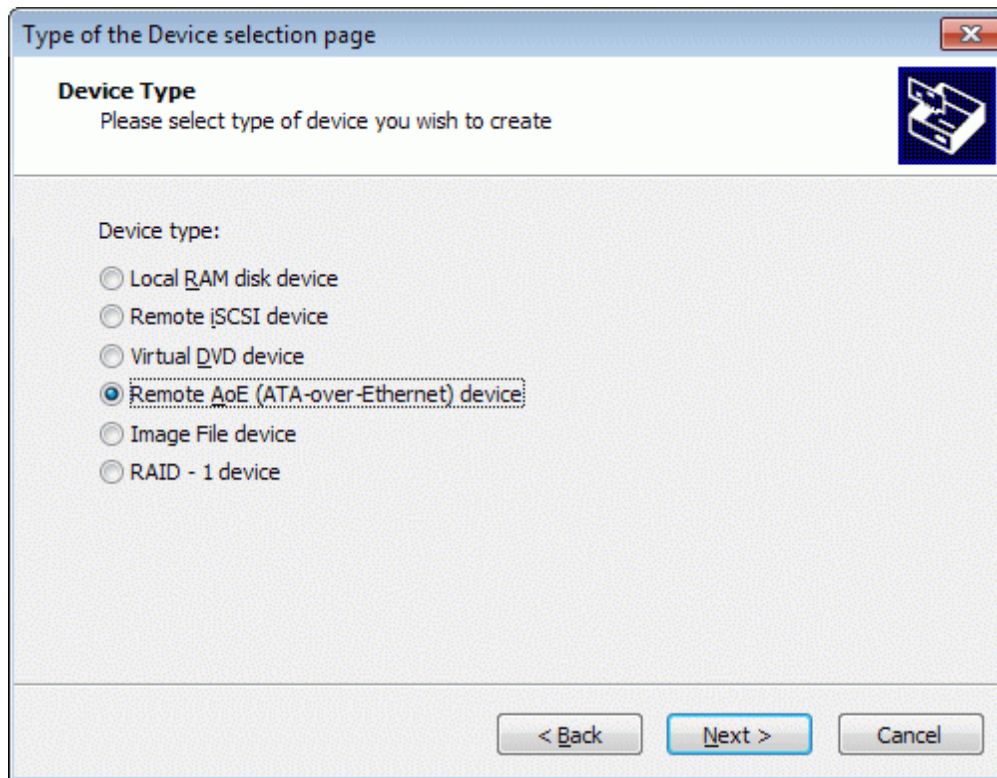 Type of the Device selection page
Device Type
Please select type of device you wish to create
Device type:
Local RAM disk device
Remote iSCSI device
Virtual DVD device
Remote AoE (ATA-over-Ethernet) device
Image File device
RAID - 1 device
< Back
Next >
Cancel